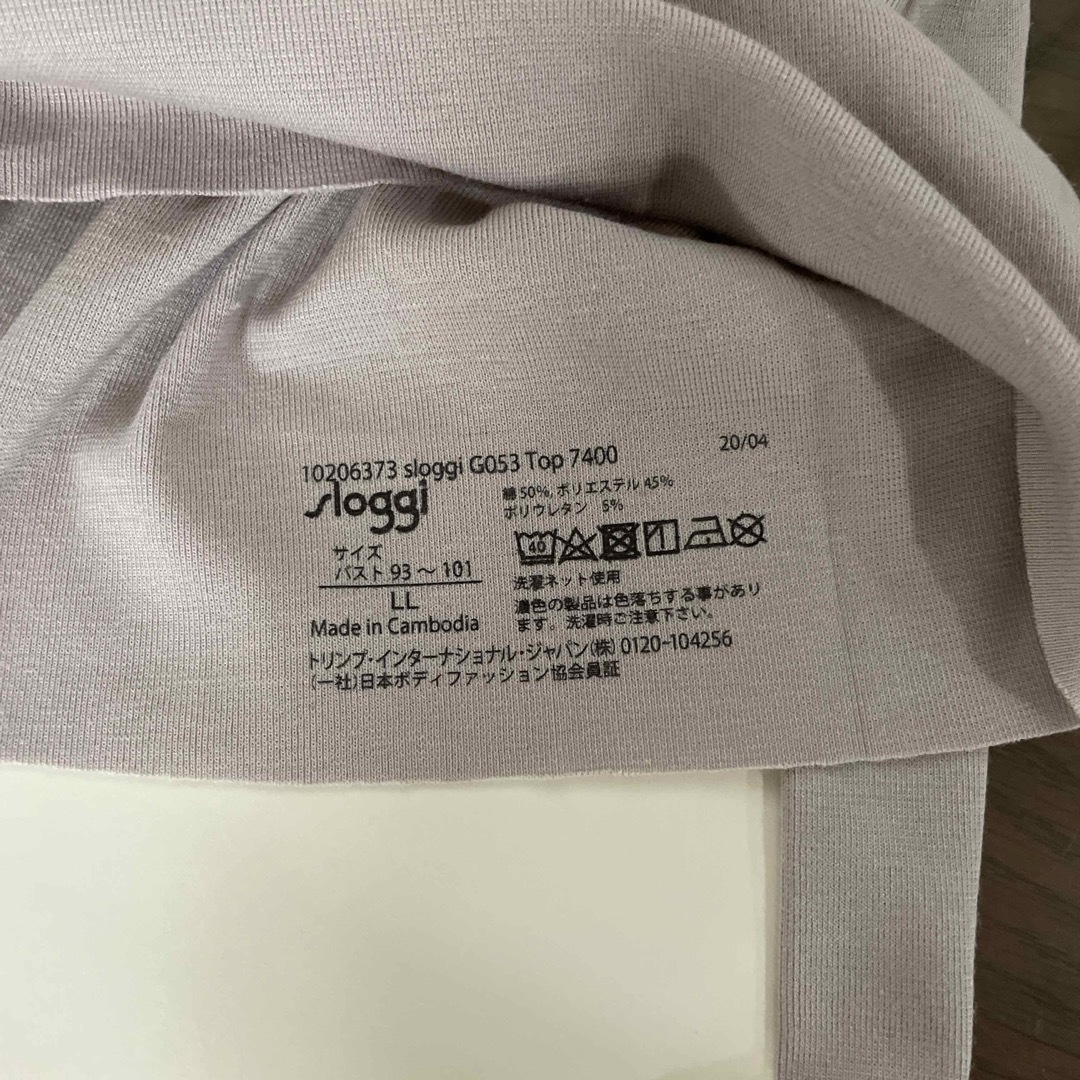 10206373 sloggi G053 Top 7400 20/04
sloggi
サイズ
バスト 93 ～ 101
LL
Made in Cambodia
綿 50%, ポリエステル 45%
ポリウレタン 5%
40
洗濯ネット使用
濃色の製品は色落ちする事があり
ます。洗濯時ご注意下さい。
トリンプ･インターナショナル･ジャパン(株) 0120-104256
(一社)日本ボディファッション協会員証